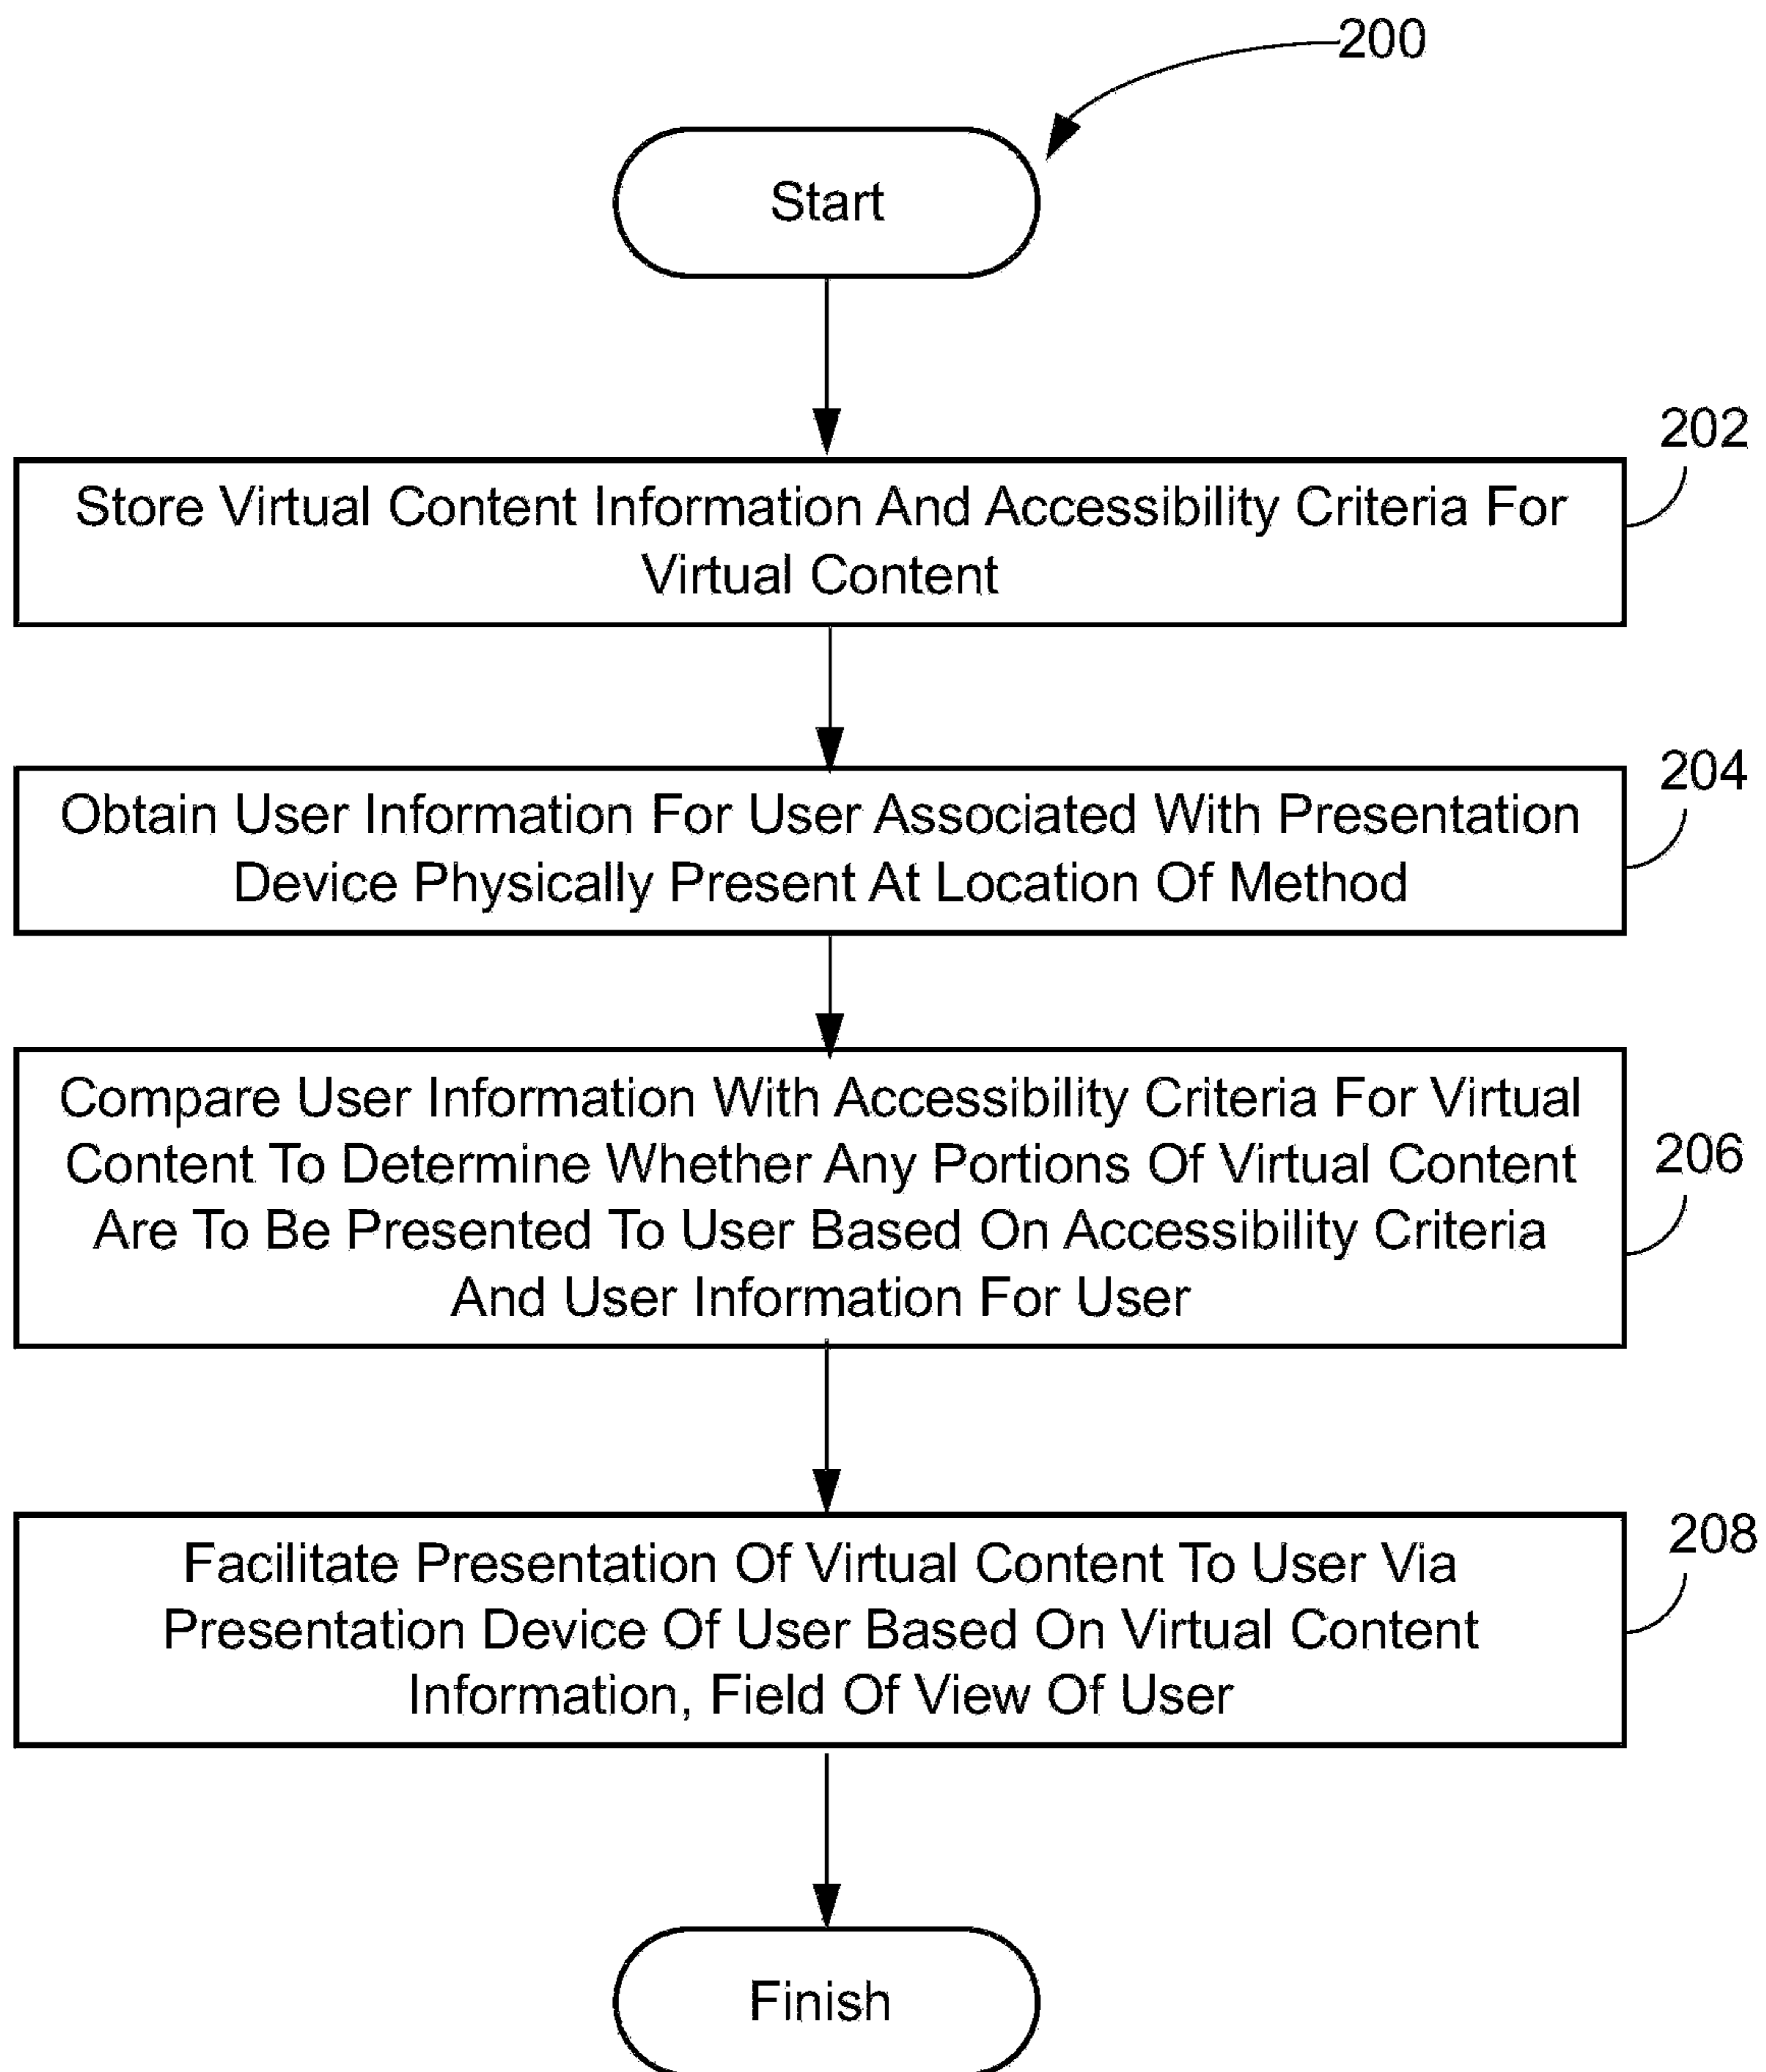 200
Start
202
Store Virtual Content Information And Accessibility Criteria For
Virtual Content
204
Obtain User Information For User Associated With Presentation
Device Physically Present At Location Of Method
Compare User Information With Accessibility Criteria For Virtual
Content To Determine Whether Any Portions Of Virtual Content
206
Are To Be Presented To User Based On Accessibility Criteria
And User Information For User
208
Facilitate Presentation Of Virtual Content To User Via
Presentation Device Of User Based On Virtual Content
Information, Field Of View Of User
Finish